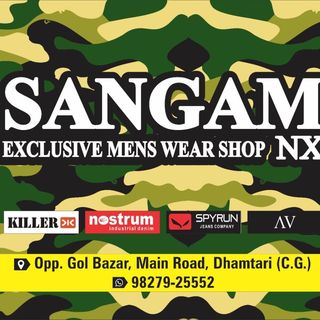 SANGAM
EXCLUSIVE MENS WEAR SHOP NX
KILLER nostrum SPYRUN AV
industrial denim JEANS COMPANY
Opp. Gol Bazar, Main Road, Dhamtari (C.G.)
98279-25552